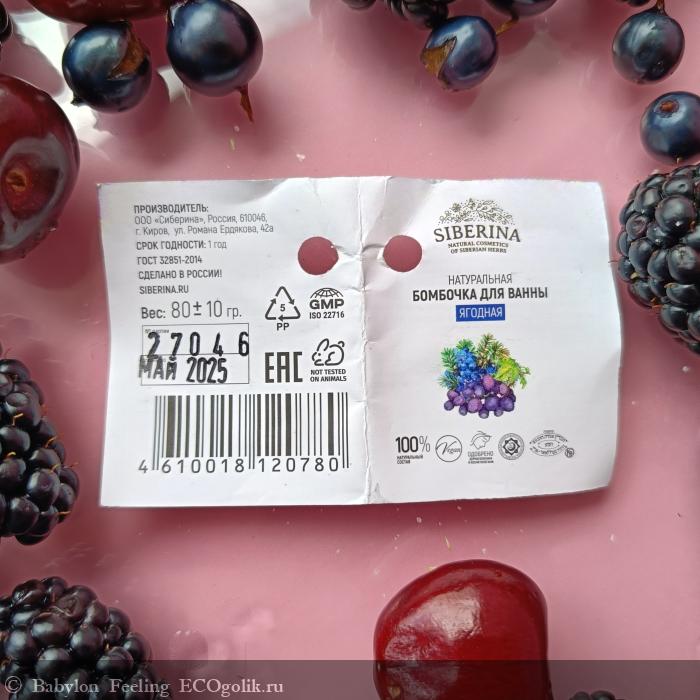 ПРОИЗВОДИТЕЛЬ:
ООО «Сиберина», Россия, 610046,
г. Киров, ул. Романа Ердякова, 42а
СРОК ГОДНОСТИ: 1 год
ГОСТ 32851-2014
СДЕЛАНО В РОССИИ!
SIBERINA.RU
Вес: 80±10 гр.
5
PP
GMP
ISO 22716
27046
МАЙ 2025
EAC
NOT TESTED
ON ANIMALS
4 610018 120780
SIBERINA
NATURAL COSMETICS
OF SIBERIAN HERBS
НАТУРАЛЬНАЯ
БОМБОЧКА ДЛЯ ВАННЫ
ЯГОДНАЯ
100%
НАТУРАЛЬНЫЙ
СОСТАВ
Vegan
ОДОБРЕНО
© Babylon Feeling ECOgolik.ru